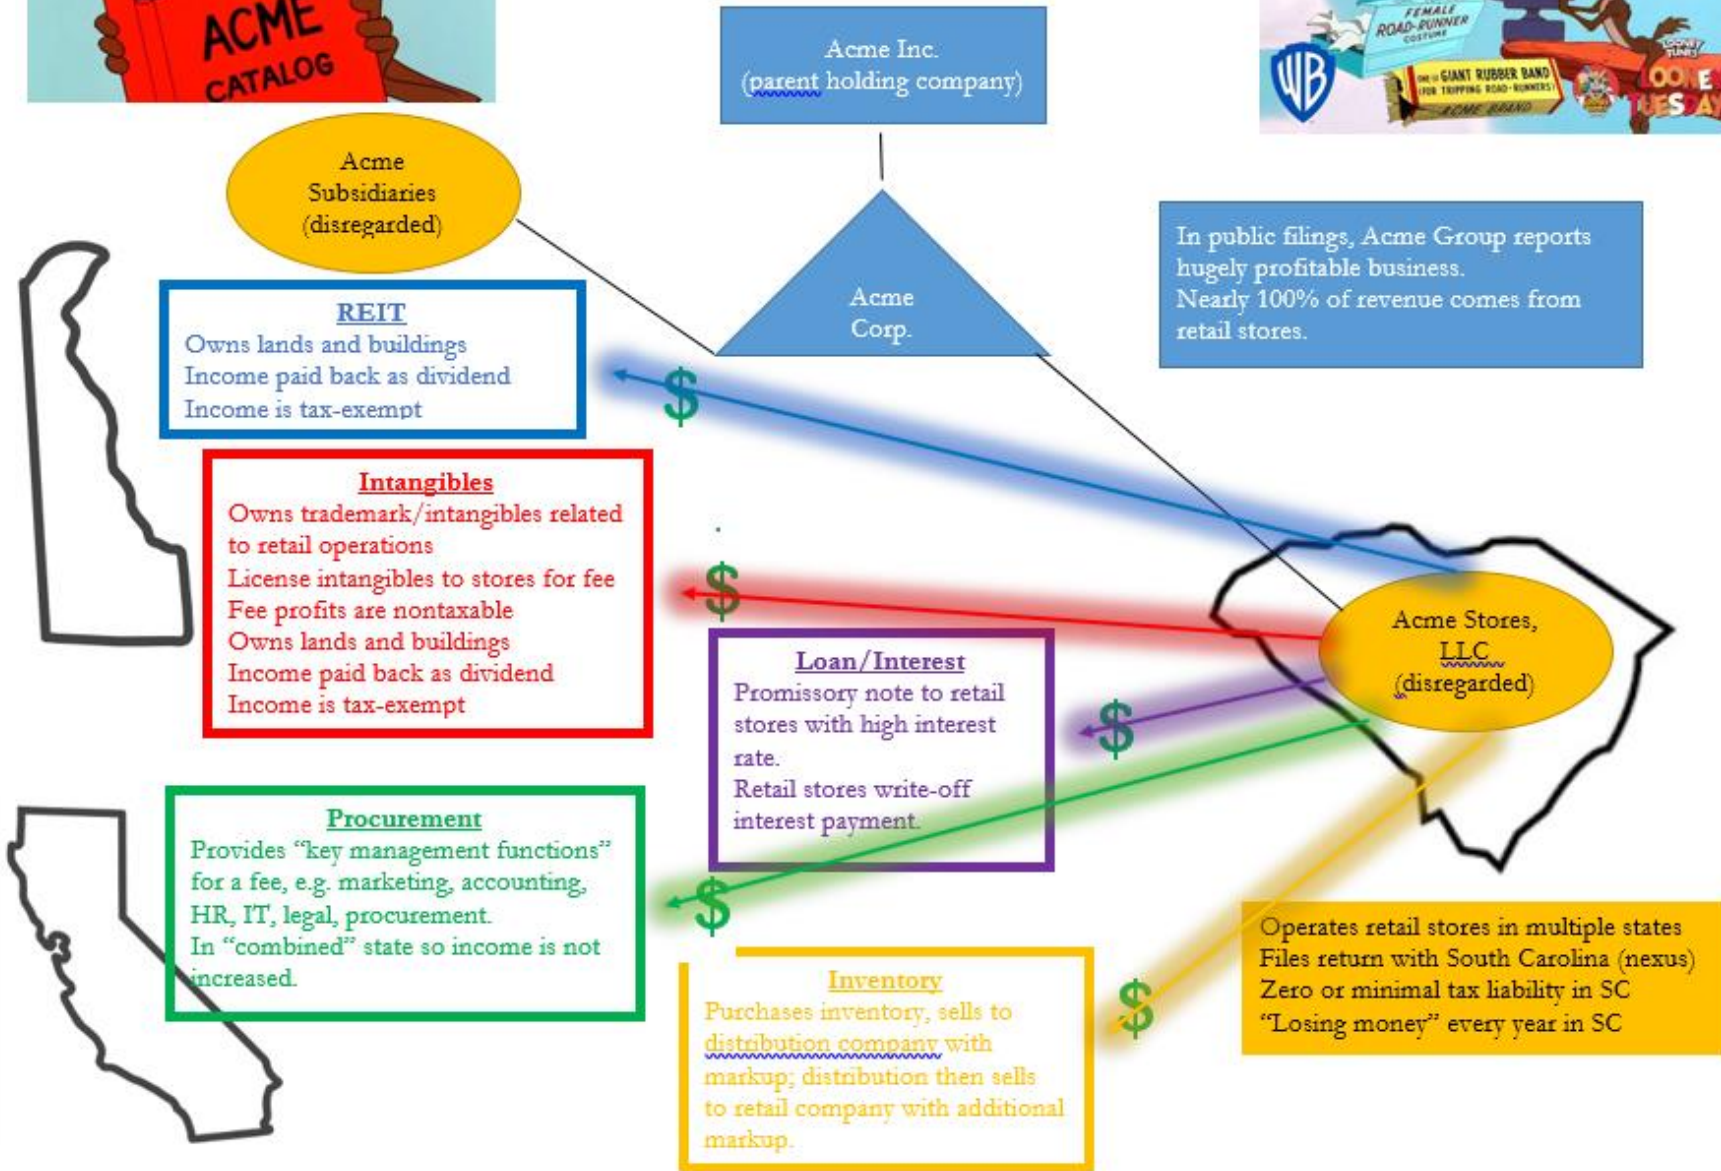 ACME
CATALOG
Acme Inc.
(parent holding company)
FEMALE
ROAD-RUNNER
COSTUME
WB
ONE GIANT RUBBER BAND
(FOR TRIPPING ROAD-RUNNERS)
ACME BRAND
LOONEY
TUNES
TUESDAY
Acme
Subsidiaries
(disregarded)
Acme
Corp.
In public filings, Acme Group reports
hugely profitable business.
Nearly 100% of revenue comes from
retail stores.
REIT
Owns lands and buildings
Income paid back as dividend
Income is tax-exempt
$
Intangibles
Owns trademark/intangibles related
to retail operations
License intangibles to stores for fee
Fee profits are nontaxable
Owns lands and buildings
Income paid back as dividend
Income is tax-exempt
$
Loan/Interest
Promissory note to retail
stores with high interest
rate.
Retail stores write-off
interest payment.
$
Acme Stores,
LLC
(disregarded)
Procurement
Provides “key management functions”
for a fee, e.g. marketing, accounting,
HR, IT, legal, procurement.
In “combined” state so income is not
increased.
$
Inventory
Purchases inventory, sells to
distribution company with
markup; distribution then sells
to retail company with additional
markup.
$
Operates retail stores in multiple states
Files return with South Carolina (nexus)
Zero or minimal tax liability in SC
“Losing money” every year in SC